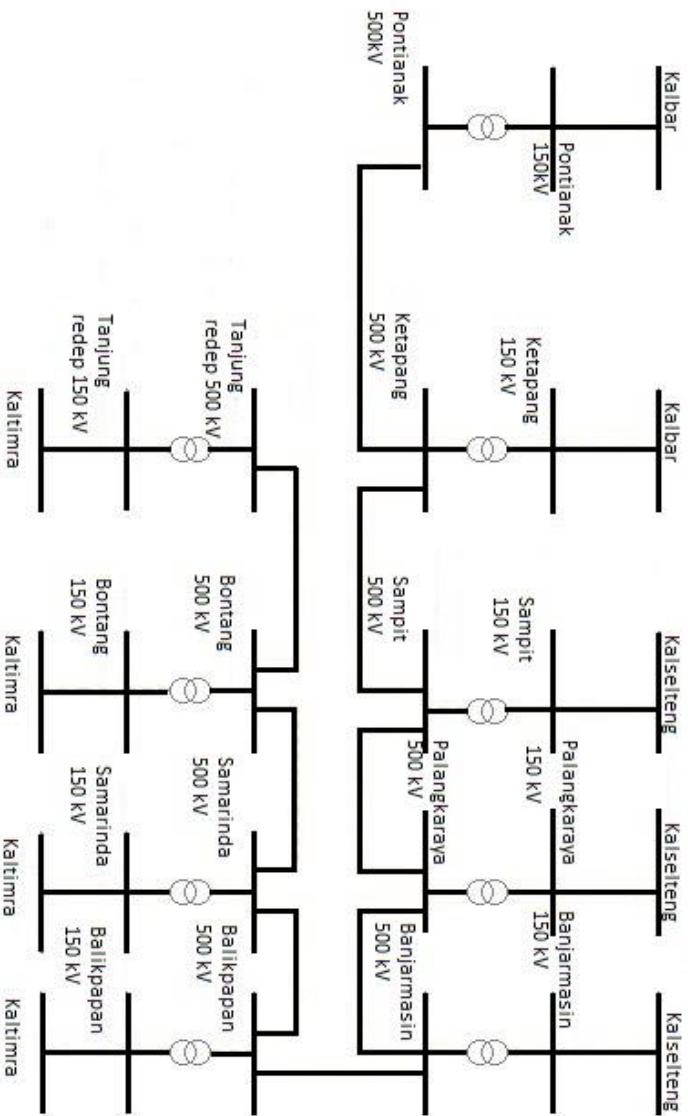 Kalbar
Kalbar
Kalselteng
Kalselteng
Kalselteng
Pontianak
150kV
Ketapang
150 kV
Sampit
150 kV
Palangkaraya
150 kV
Banjarmasin
150 kV
Pontianak
500kV
Ketapang
500 kV
Sampit
500 kV
Palangkaraya
500 kV
Banjarmasin
500 kV
Tanjung
redep 500 kV
Bontang
500 kV
Samarinda
500 kV
Balikpapan
500 kV
Tanjung
redep 150 kV
Bontang
150 kV
Samarinda
150 kV
Balikpapan
150 kV
Kaltimra
Kaltimra
Kaltimra
Kaltimra